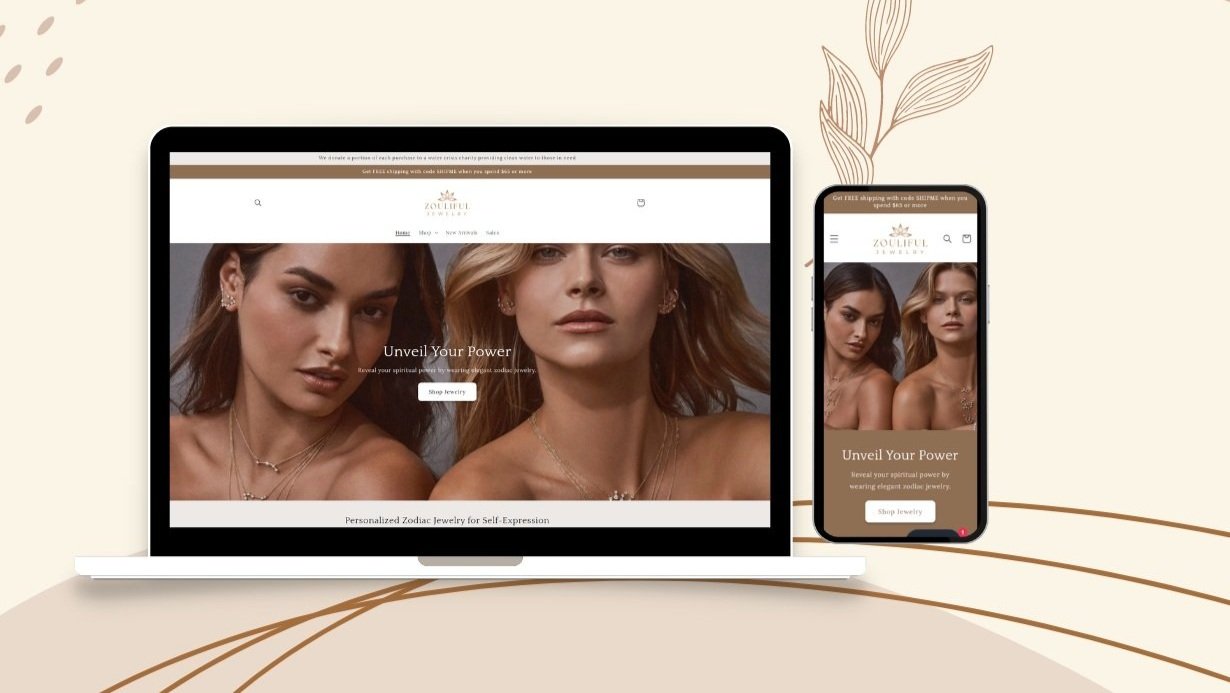 We donate a portion of each purchase to a water crisis charity providing clean water to those in need
Get FREE shipping with code SHIPME when you spend $65 or more
ZOULIFUL
JEWELRY
Home Shop New Arrivals Sales
Unveil Your Power
Reveal your spiritual power by wearing elegant zodiac jewelry.
Shop Jewelry
Personalized Zodiac Jewelry for Self-Expression
Get FREE shipping with code SHIPME when you
spend $65 or more
ZOULIFUL
JEWELRY
Unveil Your Power
Reveal your spiritual power by
wearing elegant zodiac jewelry.
Shop Jewelry
1